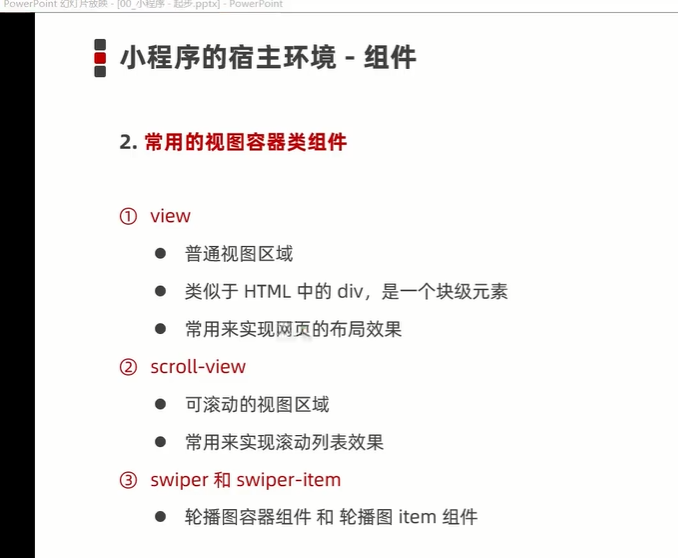 PowerPoint 幻灯片放映 - [00_小程序 - 起步.pptx] - PowerPoint
小程序的宿主环境 - 组件
2. 常用的视图容器类组件
① view
● 普通视图区域
● 类似于 HTML 中的 div，是一个块级元素
● 常用来实现网页的布局效果
② scroll-view
● 可滚动的视图区域
● 常用来实现滚动列表效果
③ swiper 和 swiper-item
● 轮播图容器组件 和 轮播图 item 组件